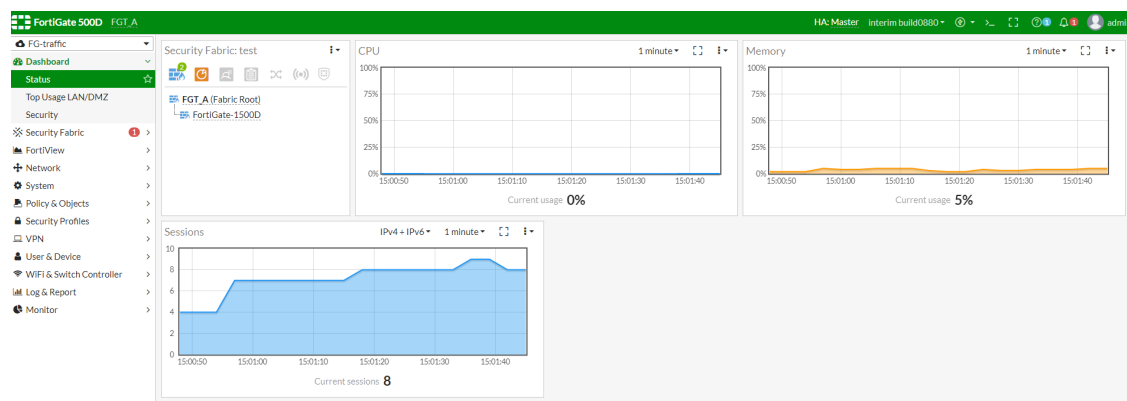 FortiGate 500D FGT_A HA: Master interim build0880 >_ 1 1 admi
FG-traffic
Dashboard
Status
Top Usage LAN/DMZ
Security
Security Fabric 1
FortiView
Network
System
Policy & Objects
Security Profiles
VPN
User & Device
WiFi & Switch Controller
Log & Report
Monitor
Security Fabric: test
2
FGT_A (Fabric Root)
FortiGate-1500D
CPU 1 minute
100%
75%
50%
25%
0%
15:00:50 15:01:00 15:01:10 15:01:20 15:01:30 15:01:40
Current usage 0%
Memory 1 minute
100%
75%
50%
25%
0%
15:00:50 15:01:00 15:01:10 15:01:20 15:01:30 15:01:40
Current usage 5%
Sessions IPv4 + IPv6 1 minute
10
8
6
4
2
0
15:00:50 15:01:00 15:01:10 15:01:20 15:01:30 15:01:40
Current sessions 8